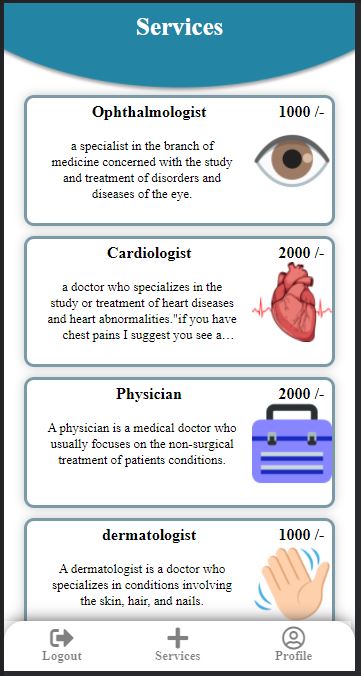 Services
Ophthalmologist 1000 /-
a specialist in the branch of
medicine concerned with the study
and treatment of disorders and
diseases of the eye.
Cardiologist 2000 /-
a doctor who specializes in the
study or treatment of heart diseases
and heart abnormalities."if you have
chest pains I suggest you see a…
Physician 2000 /-
A physician is a medical doctor who
usually focuses on the non-surgical
treatment of patients conditions.
dermatologist 1000 /-
A dermatologist is a doctor who
specializes in conditions involving
the skin, hair, and nails.
Logout Services Profile